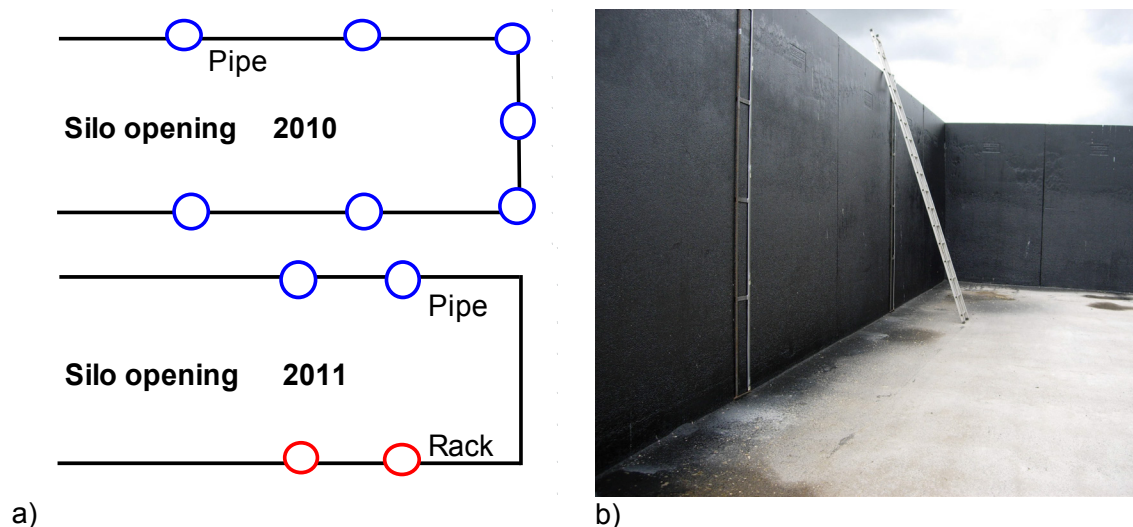 Pipe
Silo opening 2010
Pipe
Silo opening 2011
Rack
a)
b)